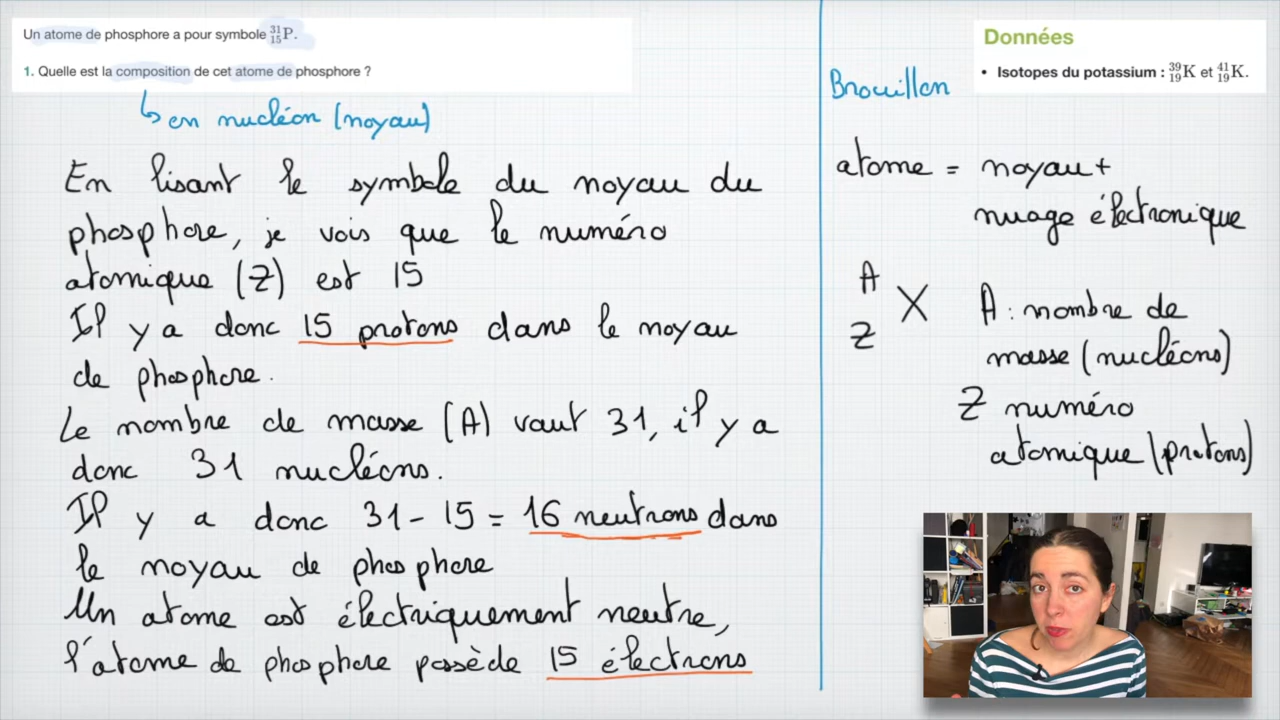 Un atome de phosphore a pour symbole ³¹₁₅P.
1. Quelle est la composition de cet atome de phosphore ?
↳ en nucléon (noyau)
En lisant le symbole du noyau du
phosphore, je vois que le numéro
atomique (Z) est 15
Il y a donc 15 protons dans le noyau
de phosphore.
Le nombre de masse (A) vaut 31, il y a
donc 31 nucléons.
Il y a donc 31 - 15 = 16 neutrons dans
le noyau de phosphore
Un atome est électriquement neutre,
l'atome de phosphore possède 15 électrons
Données
• Isotopes du potassium : ³⁹₁₉K et ⁴¹₁₉K.
Brouillon
atome = noyau +
nuage électronique
A
Z X
A : nombre de
masse (nucléons)
Z numéro
atomique (protons)